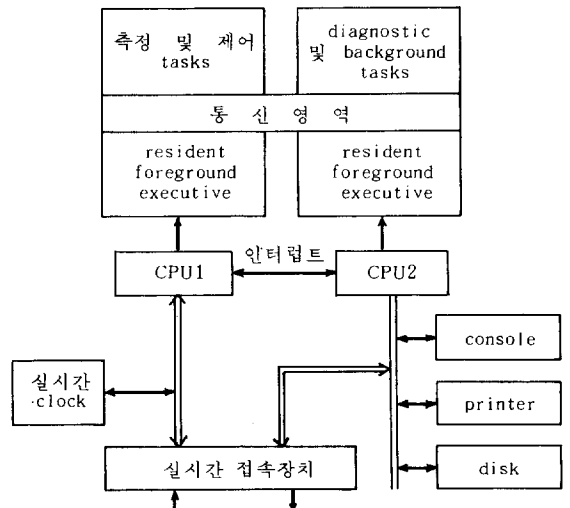 측정 및 제어
tasks
diagnostic
및 background
tasks
통 신 영 역
resident
foreground
executive
resident
foreground
executive
CPU1
인터럽트
CPU2
console
실시간
clock
printer
실시간 접속장치
disk